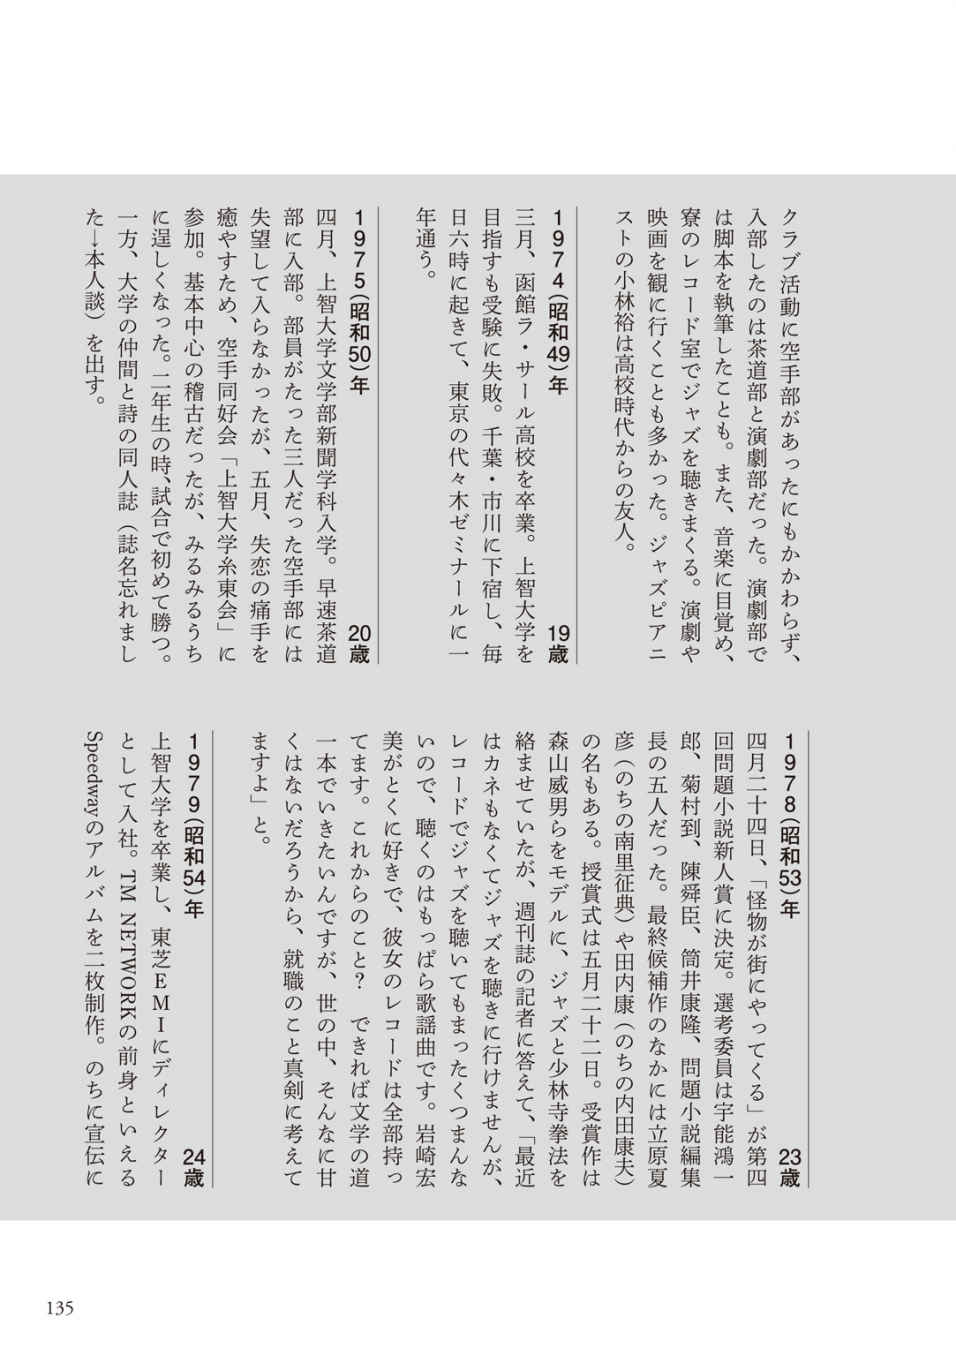 クラブ活動に空手部があったにもかかわらず、
入部したのは茶道部と演劇部だった。演劇部で
は脚本を執筆したことも。また、音楽に目覚め、
寮のレコード室でジャズを聴きまくる。演劇や
映画を観に行くことも多かった。ジャズピアニ
ストの小林裕は高校時代からの友人。
1974(昭和49)年 19歳
三月、函館ラ・サール高校を卒業。上智大学を
目指すも受験に失敗。千葉・市川に下宿し、毎
日六時に起きて、東京の代々木ゼミナールに一
年通う。
1975(昭和50)年 20歳
四月、上智大学文学部新聞学科入学。早速茶道
部に入部。部員がたった三人だった空手部には
失望して入らなかったが、五月、失恋の痛手を
癒やすため、空手同好会「上智大学糸東会」に
参加。基本中心の稽古だったが、みるみるうち
に逞しくなった。二年生の時、試合で初めて勝つ。
一方、大学の仲間と詩の同人誌（誌名忘れまし
た→本人談）を出す。
1978(昭和53)年 23歳
四月二十四日、「怪物が街にやってくる」が第四
回問題小説新人賞に決定。選考委員は宇能鴻一
郎、菊村到、陳舜臣、筒井康隆、問題小説編集
長の五人だった。最終候補作のなかには立原夏
彦（のちの南里征典）や田内康（のちの内田康夫）
の名もある。授賞式は五月二十二日。受賞作は
森山威男らをモデルに、ジャズと少林寺拳法を
絡ませていたが、週刊誌の記者に答えて、「最近
はカネもなくてジャズを聴きに行けませんが、
レコードでジャズを聴いてもまったくつまんな
いので、聴くのはもっぱら歌謡曲です。岩崎宏
美がとくに好きで、彼女のレコードは全部持っ
てます。これからのこと？　できれば文学の道
一本でいきたいんですが、世の中、そんなに甘
くはないだろうから、就職のこと真剣に考えて
ますよ」と。
1979(昭和54)年 24歳
上智大学を卒業し、東芝EMIにディレクター
として入社。TM NETWORKの前身といえる
Speedwayのアルバムを二枚制作。のちに宣伝に
135